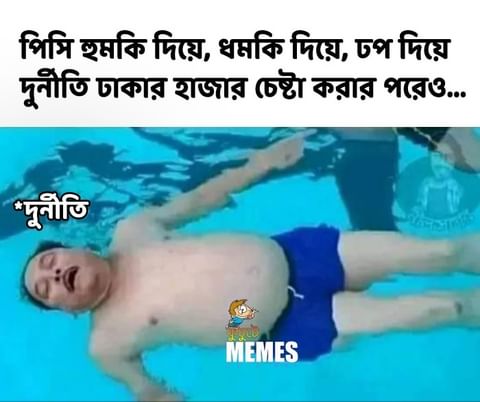 পিসি হুমকি দিয়ে, ধমকি দিয়ে, ঢপ দিয়ে
দুর্নীতি ঢাকার হাজার চেষ্টা করার পরেও...
*দুর্নীতি
MEMES